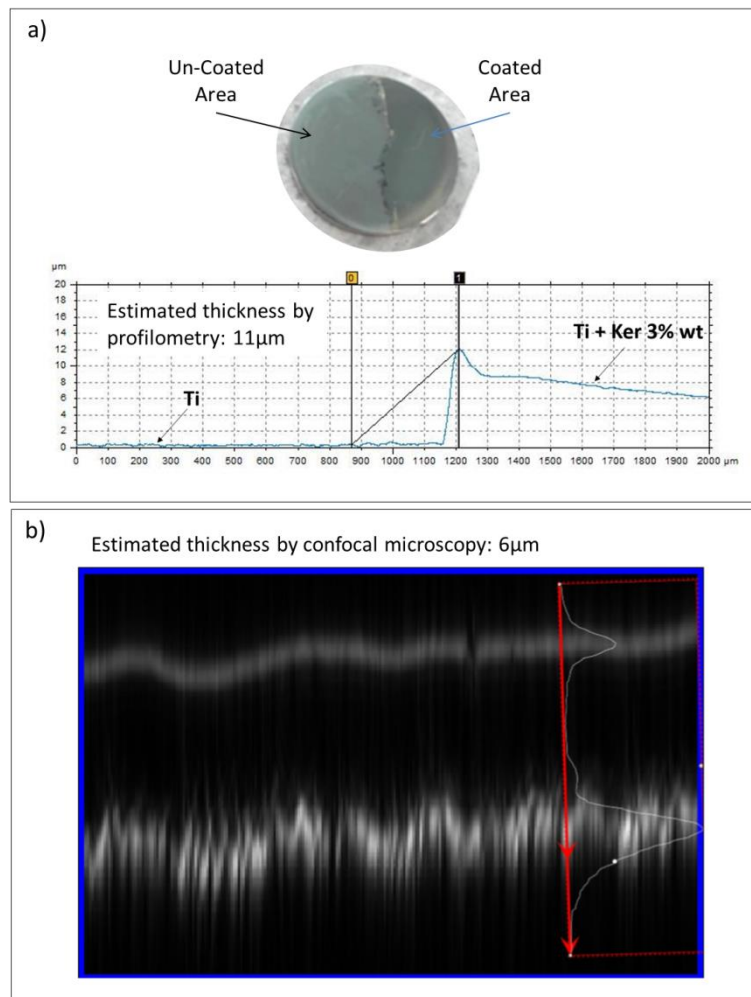 a)
Un-Coated
Area
Coated
Area
µm
0
1
20
18
16
14
12
10
8
6
4
2
0
Estimated thickness by
profilometry: 11µm
Ti
Ti + Ker 3% wt
0 100 200 300 400 500 600 700 800 900 1000 1100 1200 1300 1400 1500 1600 1700 1800 1900 2000 µm
b)
Estimated thickness by confocal microscopy: 6µm